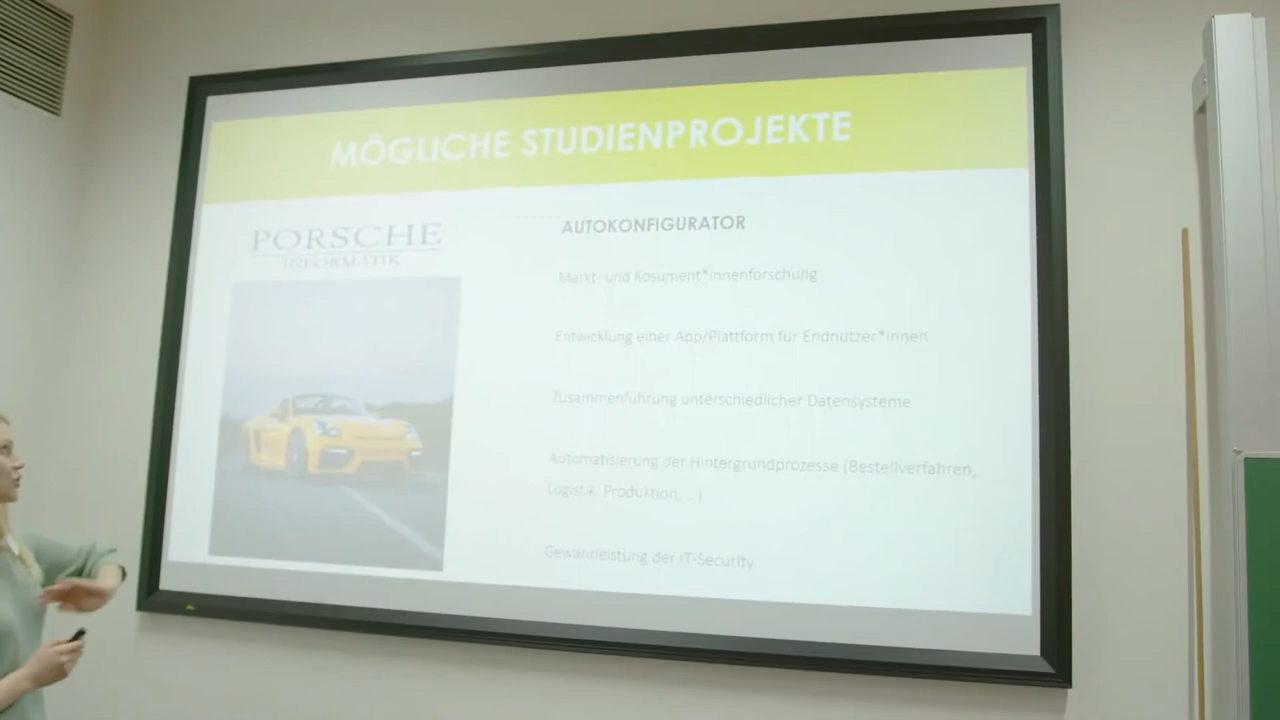 MÖGLICHE STUDIENPROJEKTE
PORSCHE
INFORMATIK
AUTOKONFIGURATOR
Markt- und Kosument*innenforschung
Entwicklung einer App/Plattform für Endnutzer*innen
Zusammenführung unterschiedlicher Datensysteme
Automatisierung der Hintergrundprozesse (Bestellverfahren,
Logistik, Produktion, ...)
Gewährleistung der IT-Security